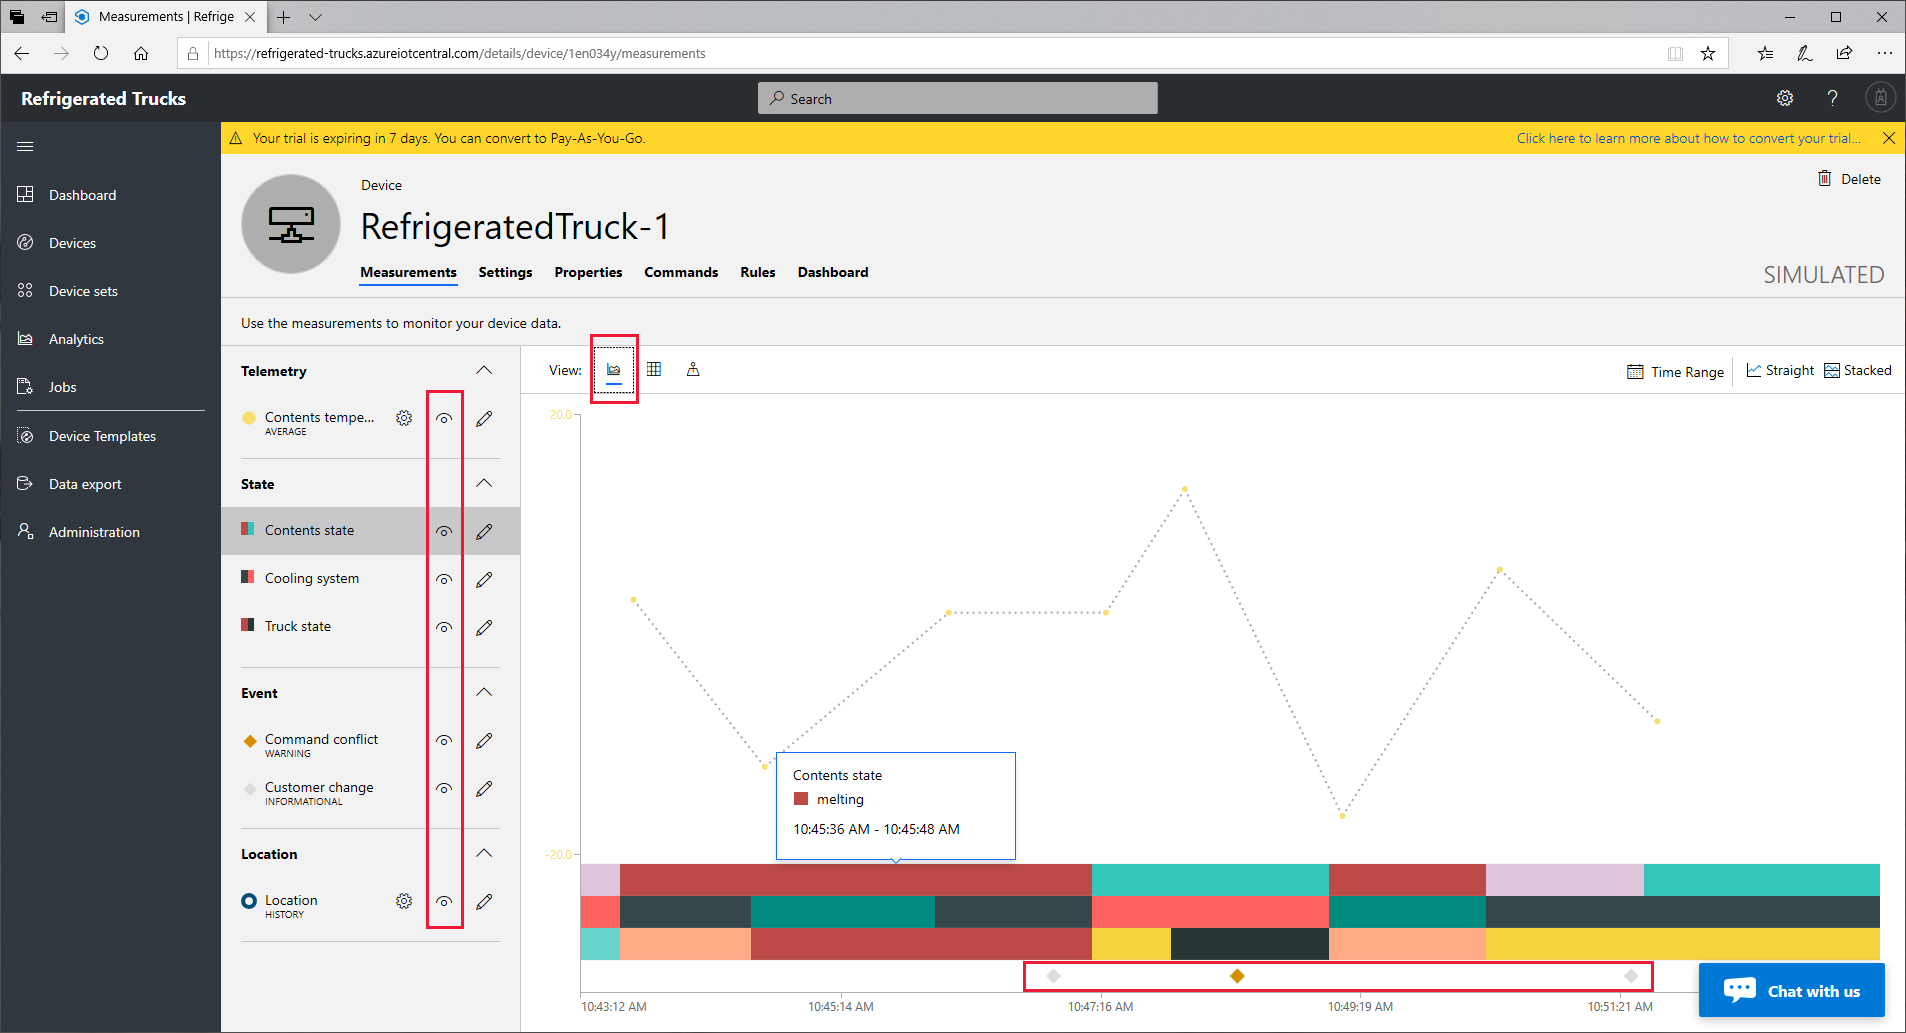 Measurements | Refrige
https://refrigerated-trucks.azureiotcentral.com/details/device/1en034y/measurements
Refrigerated Trucks
Search
?
Your trial is expiring in 7 days. You can convert to Pay-As-You-Go.
Click here to learn more about how to convert your trial...
Dashboard
Devices
Device sets
Analytics
Jobs
Device Templates
Data export
Administration
Device
Delete
RefrigeratedTruck-1
Measurements Settings Properties Commands Rules Dashboard
SIMULATED
Use the measurements to monitor your device data.
Telemetry
Contents tempe...
AVERAGE
State
Contents state
Cooling system
Truck state
Event
Command conflict
WARNING
Customer change
INFORMATIONAL
Location
Location
HISTORY
View:
Time Range
Straight
Stacked
20.0
-20.0
Contents state
melting
10:45:36 AM - 10:45:48 AM
10:43:12 AM 10:45:14 AM 10:47:16 AM 10:49:19 AM 10:51:21 AM
Chat with us